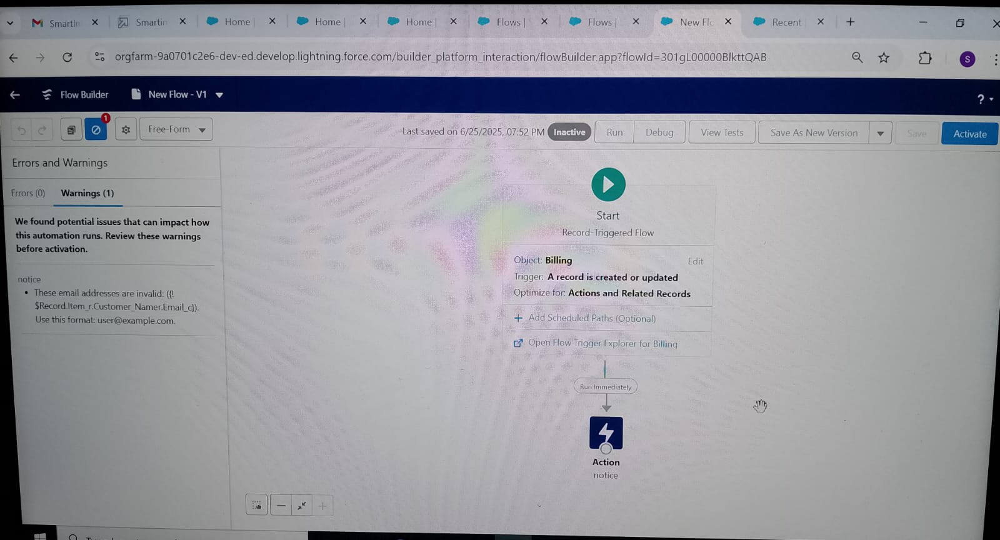 SmartIn
Smartin
Home |
Home |
Home |
Flows |
Flows |
New Flo
Recent
orgfarm-9a0701c2e6-dev-ed.develop.lightning.force.com/builder_platform_interaction/flowBuilder.app?flowId=301gL00000BlkttQAB
S
Flow Builder
New Flow - V1
?
1
Free-Form
Last saved on 6/25/2025, 07:52 PM
Inactive
Run
Debug
View Tests
Save As New Version
Save
Activate
Errors and Warnings
Errors (0)
Warnings (1)
We found potential issues that can impact how
this automation runs. Review these warnings
before activation.
notice
• These email addresses are invalid: ({!
$Record.Item_r.Customer_Namer.Email_c}).
Use this format: user@example.com.
Start
Record-Triggered Flow
Object: Billing
Edit
Trigger: A record is created or updated
Optimize for: Actions and Related Records
+ Add Scheduled Paths (Optional)
Open Flow Trigger Explorer for Billing
Run Immediately
Action
notice